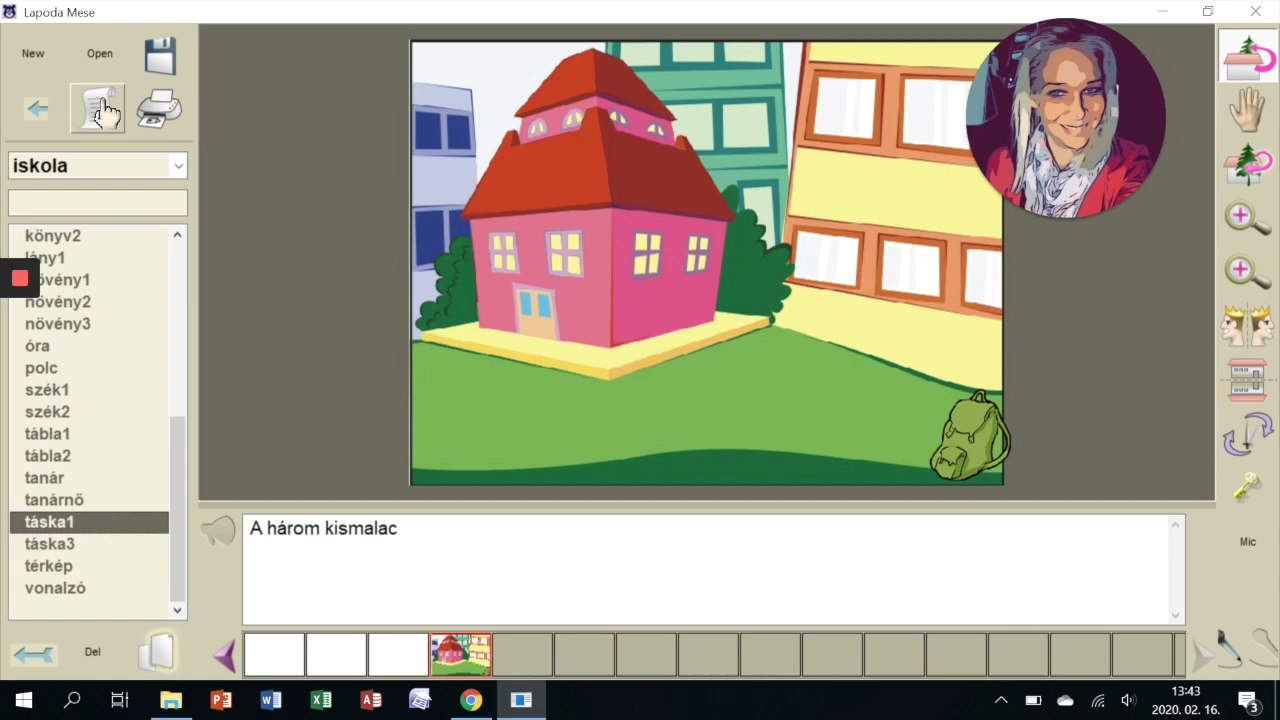 Lapoda Mese
New
Open
iskola
könyv2
lány1
növény1
növény2
növény3
óra
polc
szék1
szék2
tábla1
tábla2
tanár
tanárnő
táska1
táska3
térkép
vonalzó
Del
A három kismalac
Mic
13:43
2020. 02. 16.
3